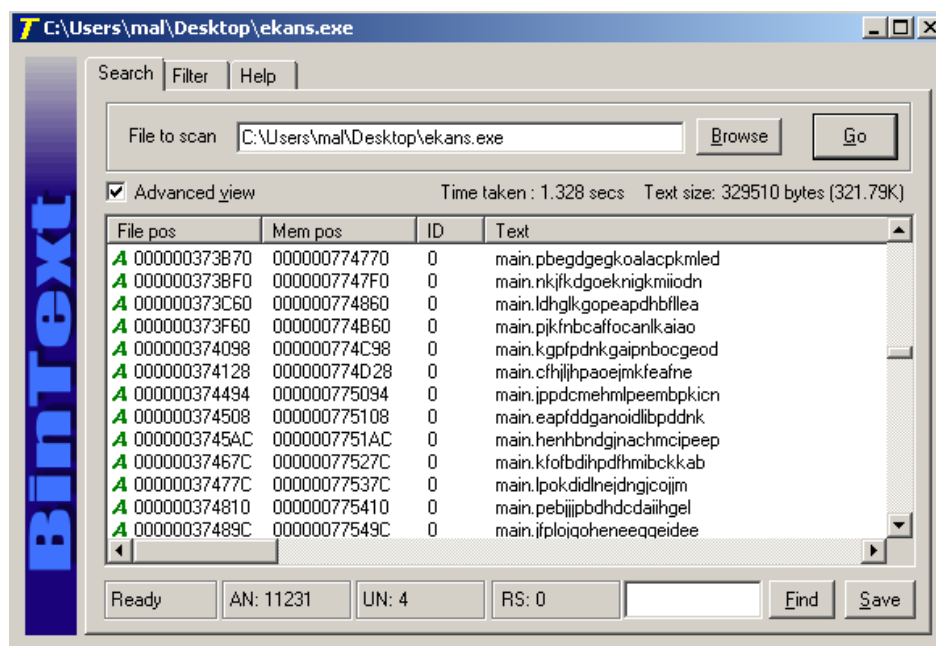 C:\Users\mal\Desktop\ekans.exe
Search Filter Help
File to scan C:\Users\mal\Desktop\ekans.exe Browse Go
Advanced view Time taken : 1.328 secs Text size: 329510 bytes (321.79K)
File pos Mem pos ID Text
A 000000373B70 000000774770 0 main.pbegdgegkoalacpkmled
A 000000373BF0 0000007747F0 0 main.nkjfkdgoeknigkmiiodn
A 000000373C60 000000774860 0 main.ldhglkgopeapdhbfllea
A 000000373F60 000000774B60 0 main.pjkfnbcaffocanlkaiao
A 000000374098 000000774C98 0 main.kgpfpdnkgaipnbocgeod
A 000000374128 000000774D28 0 main.cfhjljhpaoejmkfeafne
A 000000374494 000000775094 0 main.jppdcmehmlpeembpkicn
A 000000374508 000000775108 0 main.eapfddganoidlibpddnk
A 0000003745AC 0000007751AC 0 main.henhbndgjnachmcipeep
A 00000037467C 00000077527C 0 main.kfofbdihpdfhmibckkab
A 00000037477C 00000077537C 0 main.lpokdidlnejdngjcojjm
A 000000374810 000000775410 0 main.pebjjjpbdhdcdaiihgel
A 00000037489C 00000077549C 0 main.jfplojgoheneeggeidee
Ready AN: 11231 UN: 4 RS: 0 Find Save
BinText